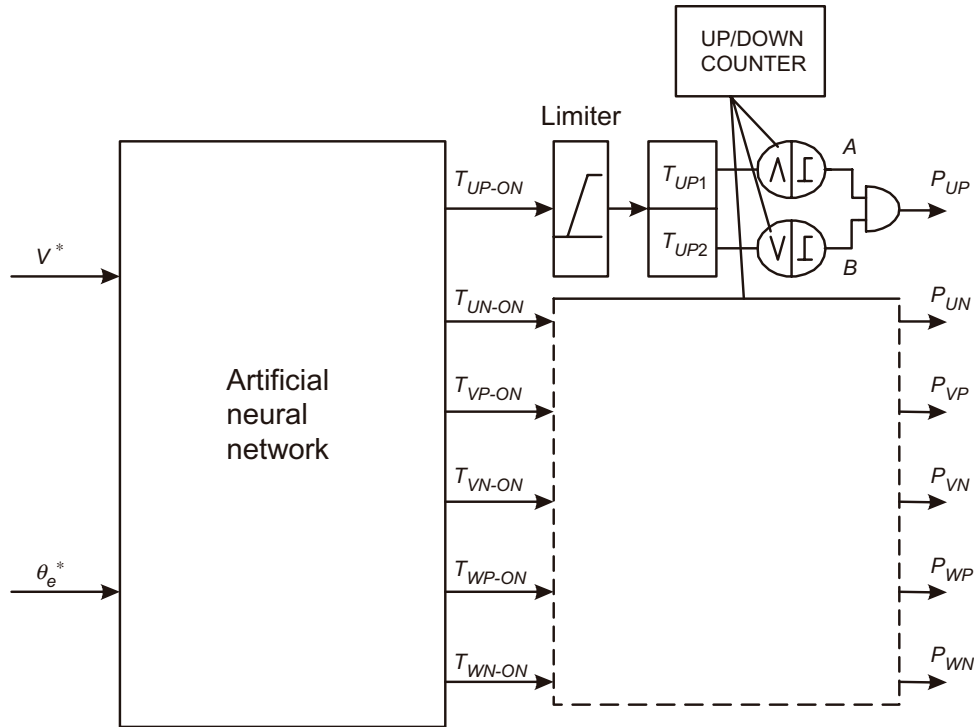 UP/DOWN
COUNTER
Limiter
A
T_UP-ON
T_UP1
P_UP
V*
T_UP2
B
T_UN-ON
P_UN
Artificial
neural
network
T_VP-ON
P_VP
T_VN-ON
P_VN
θ_e*
T_WP-ON
P_WP
T_WN-ON
P_WN